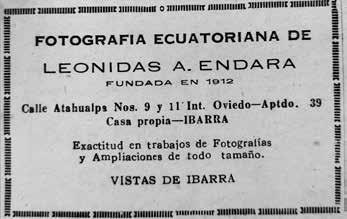 FOTOGRAFIA ECUATORIANA DE
LEONIDAS A. ENDARA
FUNDADA EN 1912
Calle Atahualpa Nos. 9 y 11 Int. Oviedo—Aptdo. 39
Casa propia—IBARRA
Exactitud en trabajos de Fotografías
y Ampliaciones de todo tamaño.
VISTAS DE IBARRA